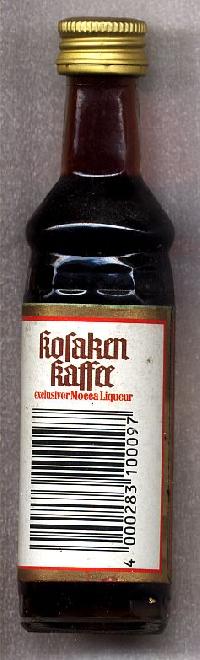 Kosaken
Kaffee
exclusiver Mocca Liqueur
4 000283 100097